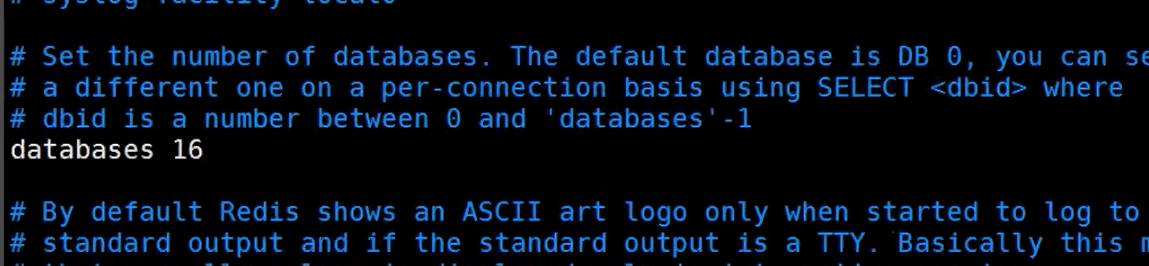 # syslog-facility local0
# Set the number of databases. The default database is DB 0, you can
# a different one on a per-connection basis using SELECT <dbid> where
# dbid is a number between 0 and 'databases'-1
databases 16
# By default Redis shows an ASCII art logo only when started to log to
# standard output and if the standard output is a TTY. Basically this